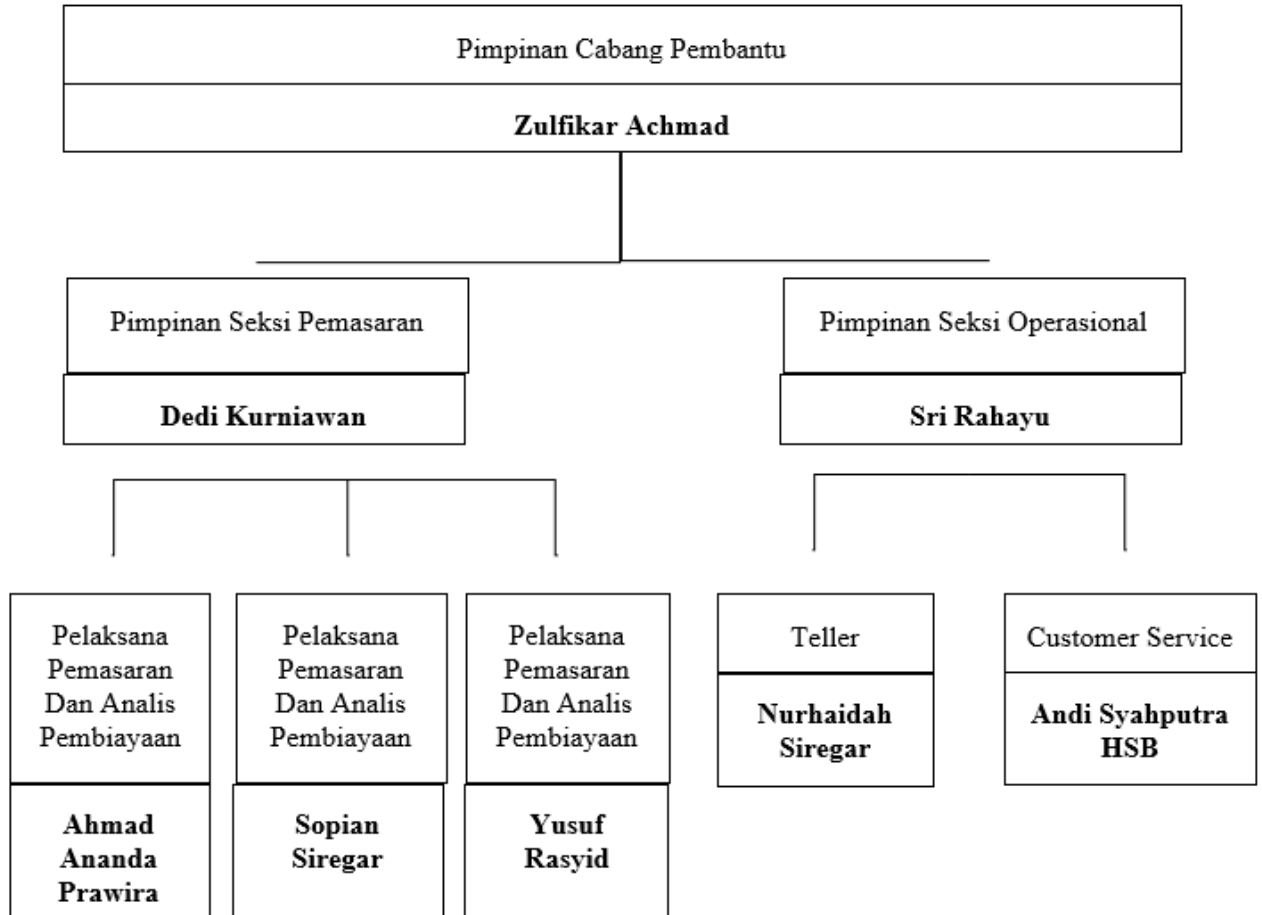 Pimpinan Cabang Pembantu
Zulfikar Achmad
Pimpinan Seksi Pemasaran
Dedi Kurniawan
Pimpinan Seksi Operasional
Sri Rahayu
Pelaksana
Pemasaran
Dan Analis
Pembiayaan
Ahmad
Ananda
Prawira
Pelaksana
Pemasaran
Dan Analis
Pembiayaan
Sopian
Siregar
Pelaksana
Pemasaran
Dan Analis
Pembiayaan
Yusuf
Rasyid
Teller
Nurhaidah
Siregar
Customer Service
Andi Syahputra
HSB